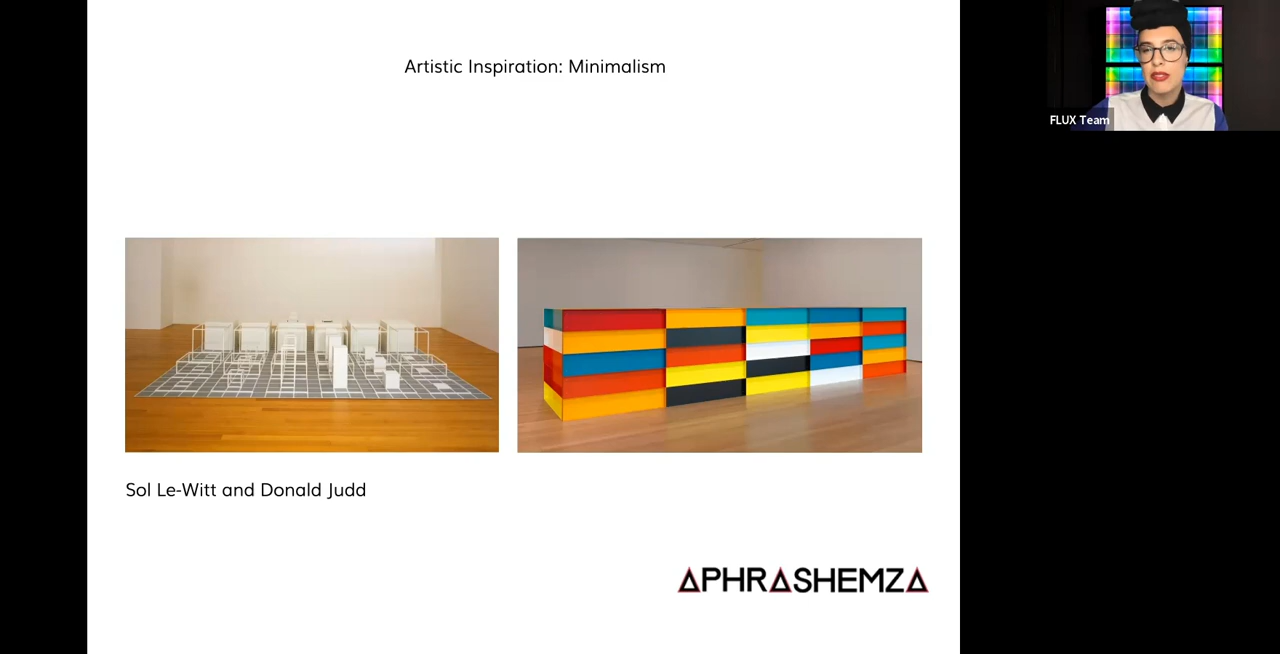 Artistic Inspiration: Minimalism
FLUX Team
Sol Le-Witt and Donald Judd
APHRASHEMZA